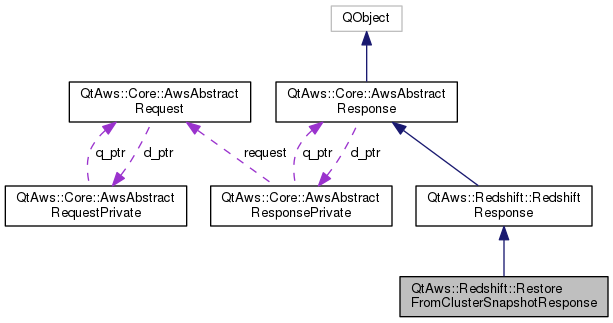 QObject
QtAws::Core::AwsAbstract
Request
QtAws::Core::AwsAbstract
Response
q_ptr
d_ptr
request
q_ptr
d_ptr
QtAws::Core::AwsAbstract
RequestPrivate
QtAws::Core::AwsAbstract
ResponsePrivate
QtAws::Redshift::Redshift
Response
QtAws::Redshift::Restore
FromClusterSnapshotResponse